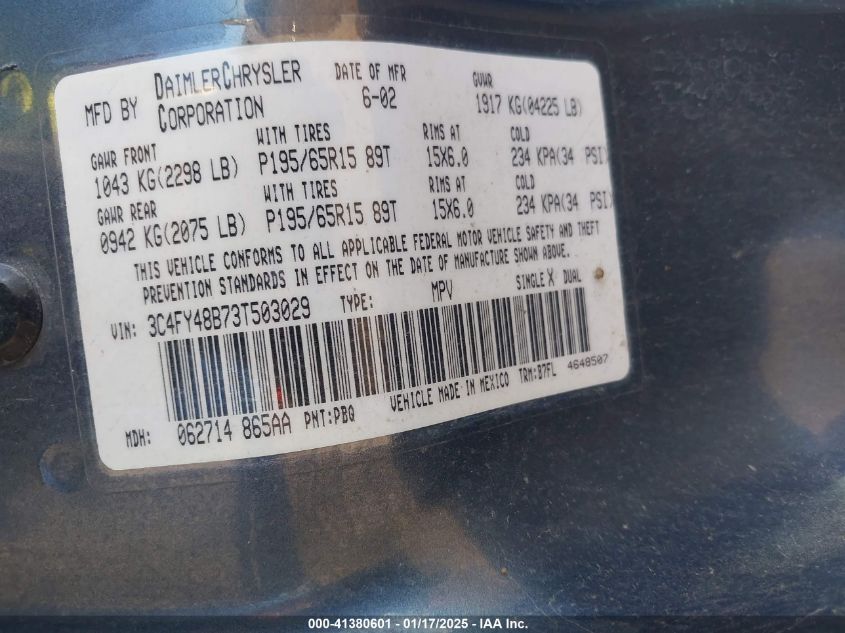 MFD BY DAIMLERCHRYSLER CORPORATION DATE OF MFR 6-02 GVWR 1917 KG(04225 LB)
GAWR FRONT WITH TIRES RIMS AT COLD
1043 KG(2298 LB) P195/65R15 89T 15X6.0 234 KPA(34 PSI)
GAWR REAR WITH TIRES RIMS AT COLD
0942 KG(2075 LB) P195/65R15 89T 15X6.0 234 KPA(34 PSI)
THIS VEHICLE CONFORMS TO ALL APPLICABLE FEDERAL MOTOR VEHICLE SAFETY AND THEFT
PREVENTION STANDARDS IN EFFECT ON THE DATE OF MANUFACTURE SHOWN ABOVE.
VIN: 3C4FY48B73T503029 TYPE: MPV SINGLE X DUAL
MDH: 062714 865AA PNT:PBQ VEHICLE MADE IN MEXICO TRM:B7FL 4648507
000-41380601 - 01/17/2025 - IAA Inc.